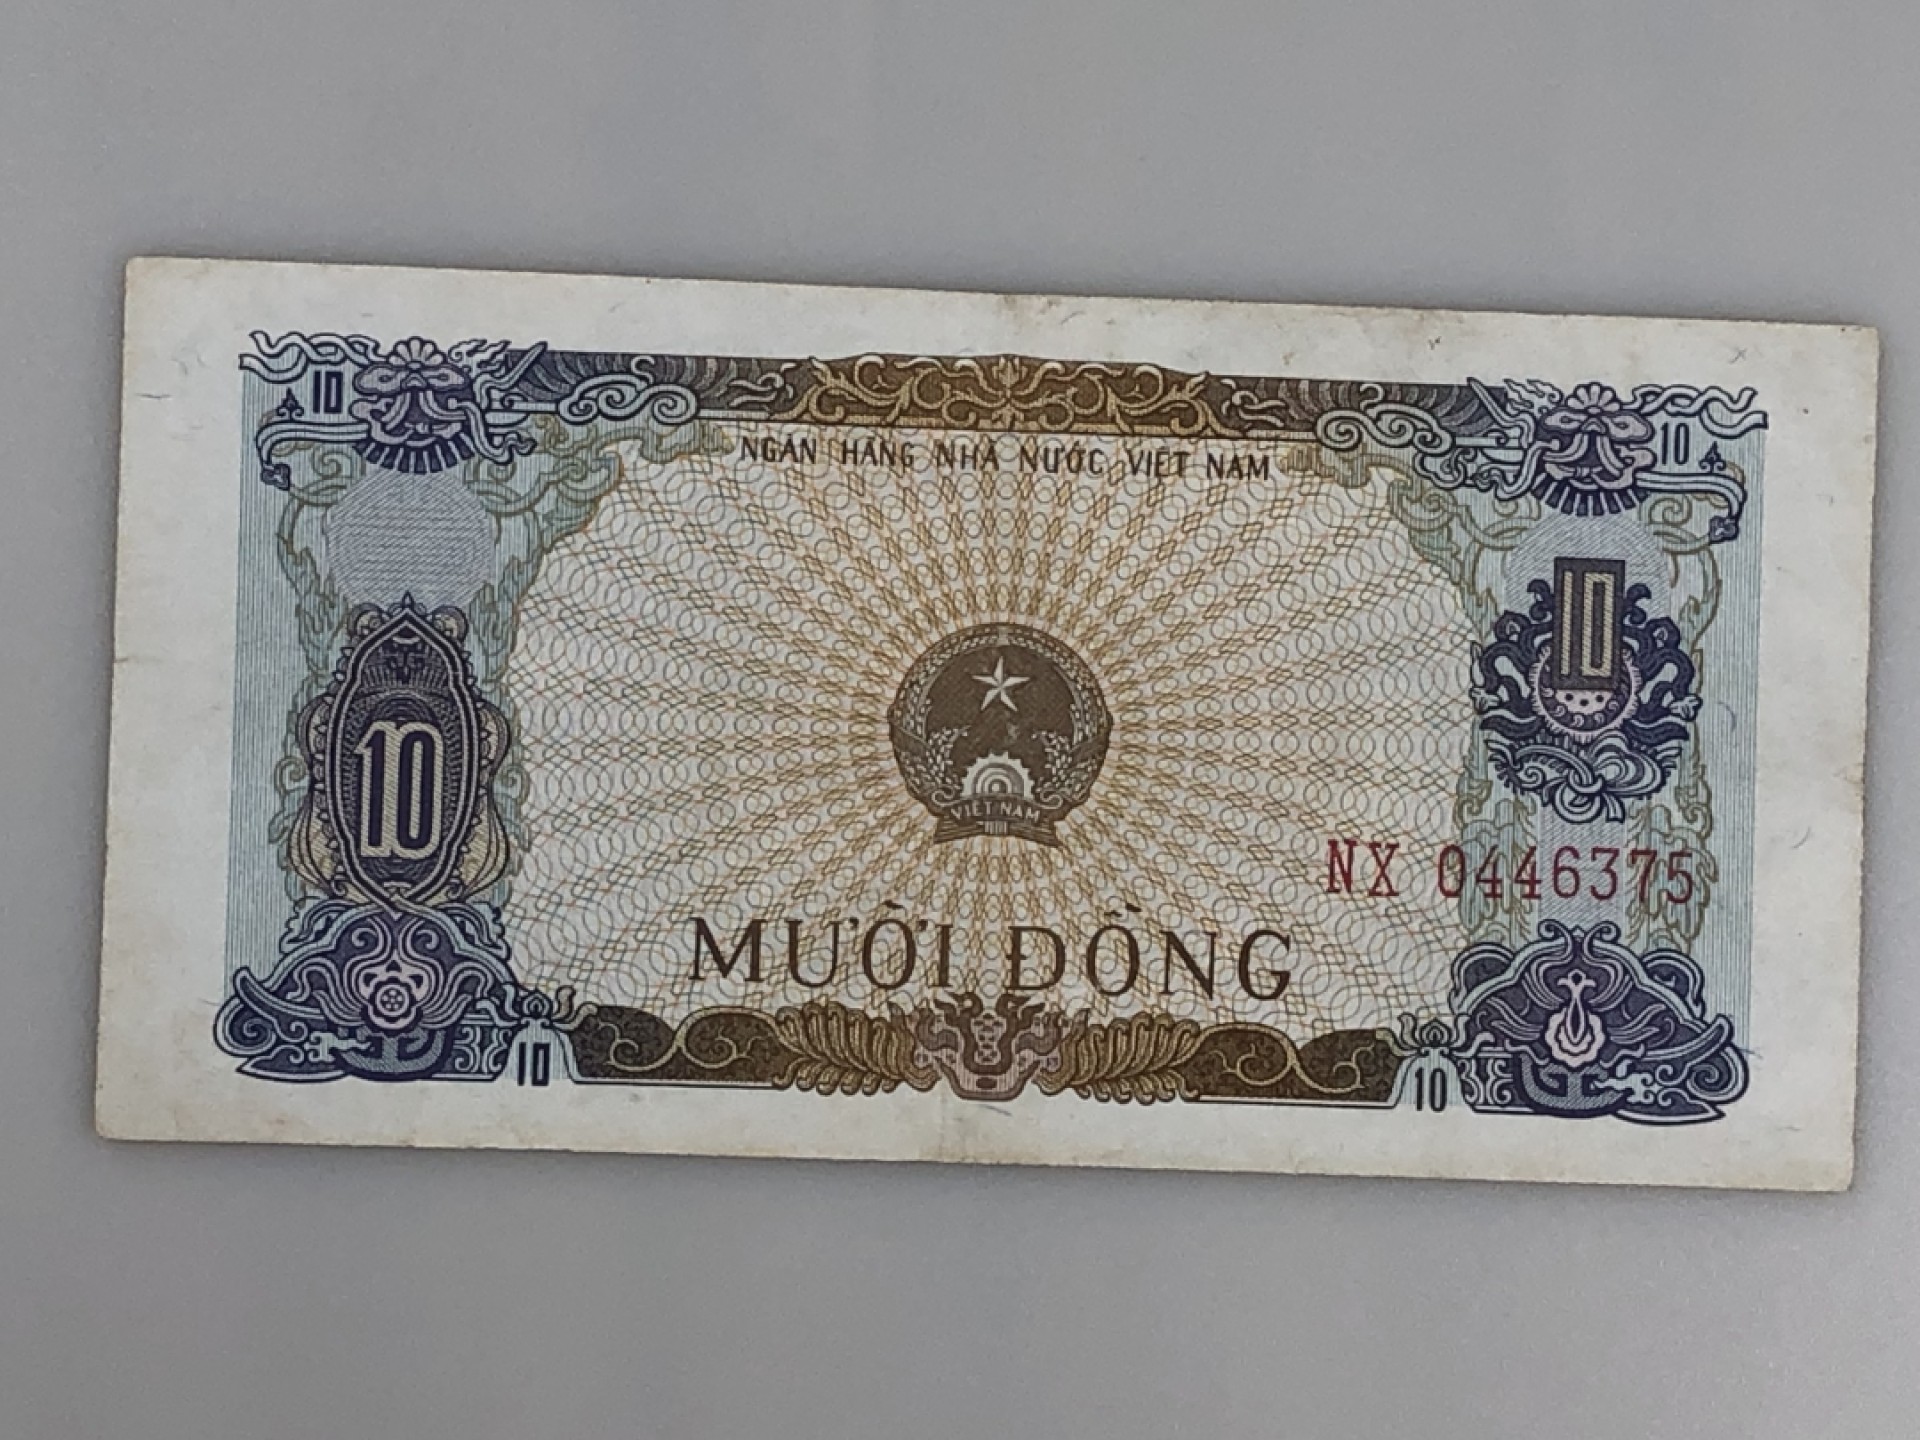 10 10
NGÂN HÀNG NHÀ NƯỚC VIỆT NAM
10
10
VIỆT NAM
NX 0446375
MƯỜI ĐỒNG
10 10